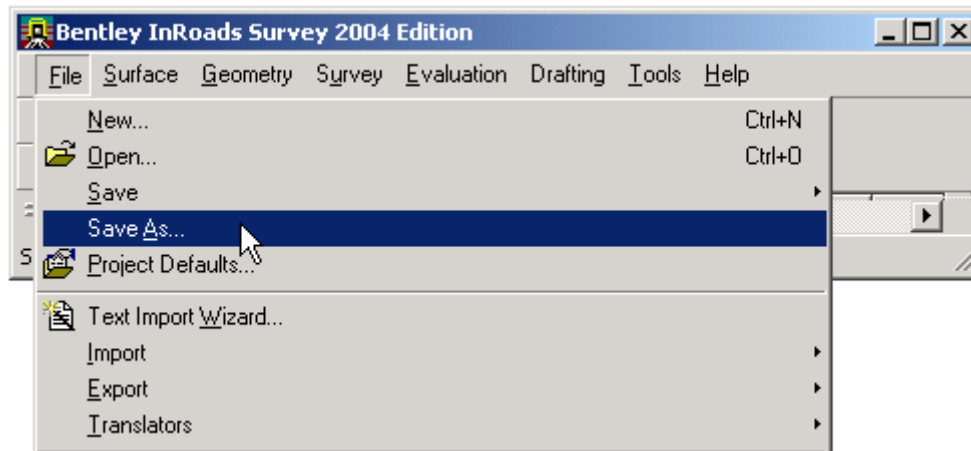 Bentley InRoads Survey 2004 Edition
File Surface Geometry Survey Evaluation Drafting Tools Help
New... Ctrl+N
Open... Ctrl+O
Save
Save As...
Project Defaults...
Text Import Wizard...
Import
Export
Translators